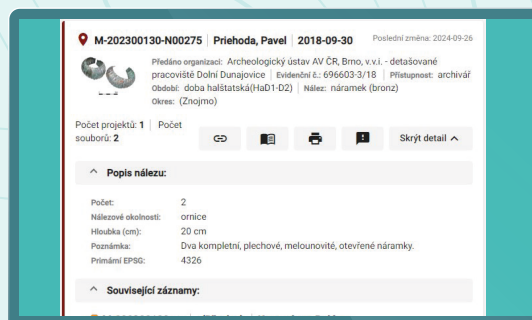 M-202300130-N00275 | Priehoda, Pavel | 2018-09-30 Poslední změna: 2024-09-26
Předáno organizaci: Archeologický ústav AV ČR, Brno, v.v.i. - detašované
pracoviště Dolní Dunajovice | Evidenční č.: 696603-3/18 | Přístupnost: archivář
Období: doba halštatská(HaD1-D2) | Nález: náramek (bronz)
Okres: (Znojmo)
Počet projektů: 1 | Počet
souborů: 2
Skrýt detail
Popis nálezu:
Počet: 2
Nálezové okolnosti: ornice
Hloubka (cm): 20 cm
Poznámka: Dva kompletní, plechové, melounovité, otevřené náramky.
Primární EPSG: 4326
Související záznamy: